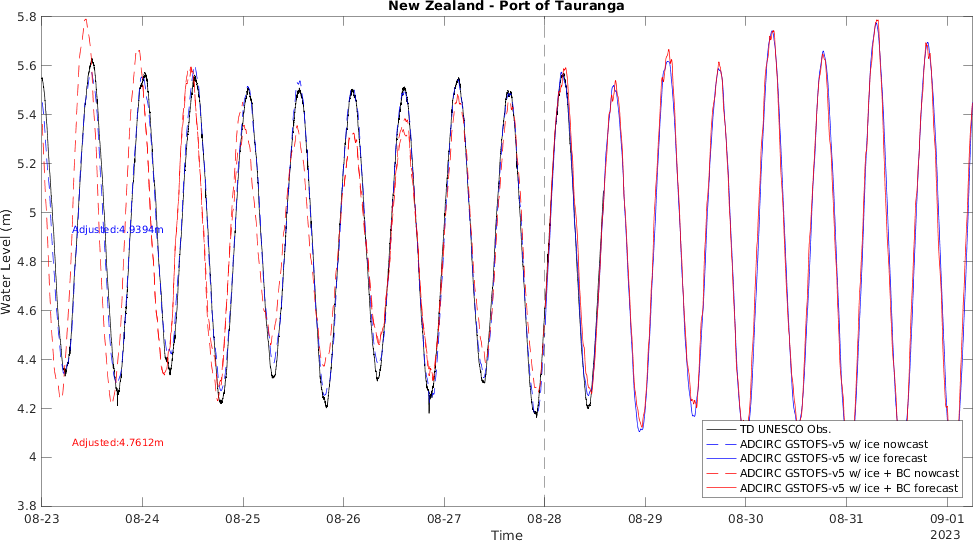 New Zealand - Port of Tauranga
5.8
5.6
5.4
5.2
5
4.8
4.6
4.4
4.2
4
3.8
Water Level (m)
Adjusted:4.9394m
Adjusted:4.7612m
TD UNESCO Obs.
ADCIRC GSTOFS-v5 w/ ice nowcast
ADCIRC GSTOFS-v5 w/ ice forecast
ADCIRC GSTOFS-v5 w/ ice + BC nowcast
ADCIRC GSTOFS-v5 w/ ice + BC forecast
08-23 08-24 08-25 08-26 08-27 08-28 08-29 08-30 08-31 09-01
2023
Time